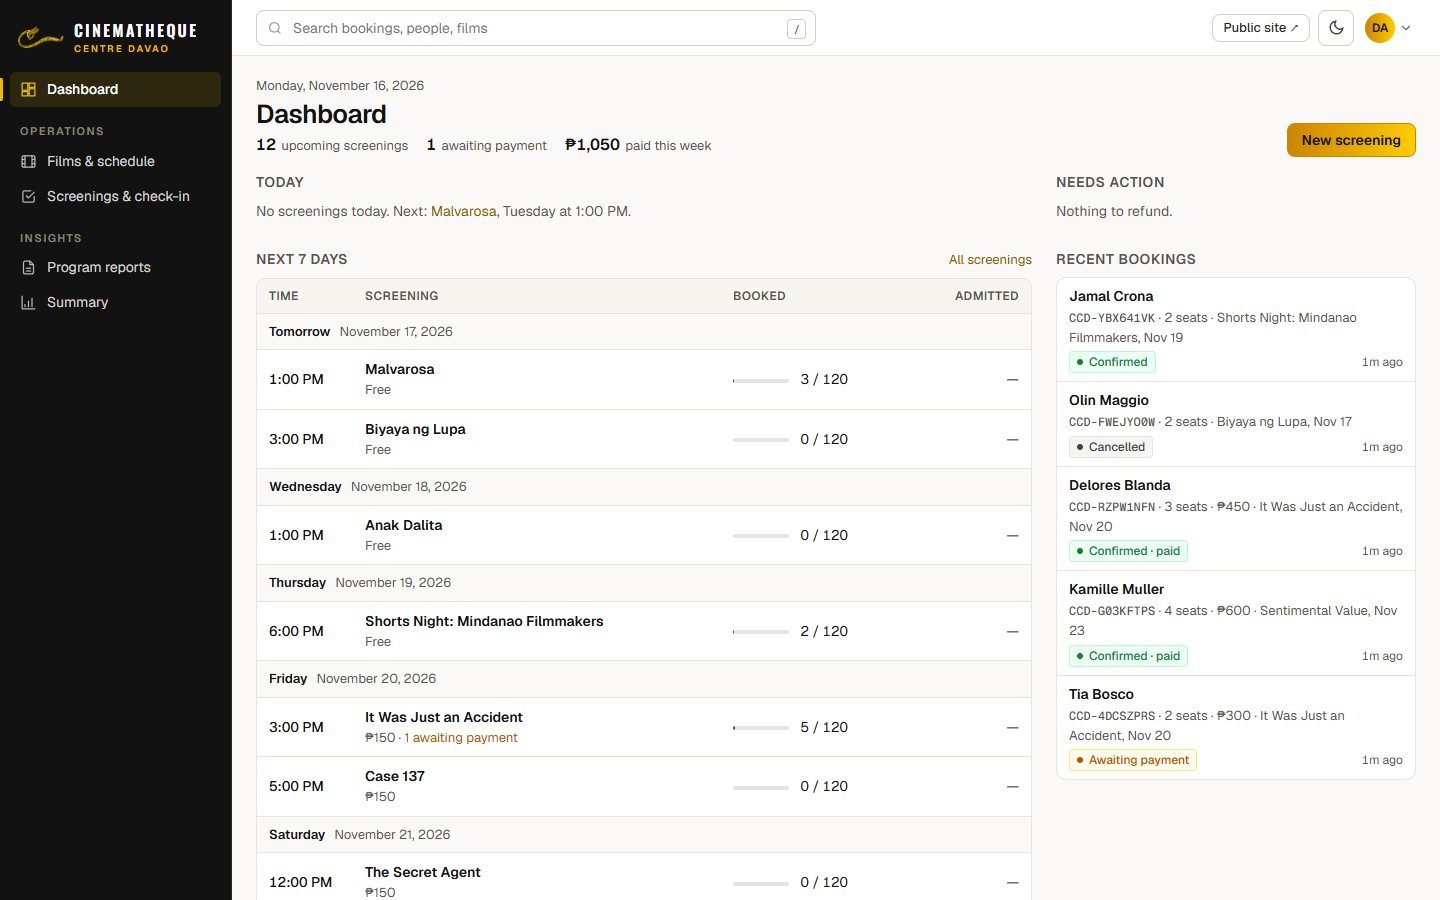 CINEMATHEQUE
CENTRE DAVAO
Dashboard
OPERATIONS
Films & schedule
Screenings & check-in
INSIGHTS
Program reports
Summary
Search bookings, people, films
/
Public site ↗
DA
Monday, November 16, 2026
Dashboard
12 upcoming screenings 1 awaiting payment ₱1,050 paid this week
New screening
TODAY
No screenings today. Next: Malvarosa, Tuesday at 1:00 PM.
NEXT 7 DAYS
All screenings
TIME SCREENING BOOKED ADMITTED
Tomorrow November 17, 2026
1:00 PM Malvarosa 3 / 120 —
Free
3:00 PM Biyaya ng Lupa 0 / 120 —
Free
Wednesday November 18, 2026
1:00 PM Anak Dalita 0 / 120 —
Free
Thursday November 19, 2026
6:00 PM Shorts Night: Mindanao Filmmakers 2 / 120 —
Free
Friday November 20, 2026
3:00 PM It Was Just an Accident 5 / 120 —
₱150 · 1 awaiting payment
5:00 PM Case 137 0 / 120 —
₱150
Saturday November 21, 2026
12:00 PM The Secret Agent 0 / 120 —
₱150
NEEDS ACTION
Nothing to refund.
RECENT BOOKINGS
Jamal Crona
CCD-YBX641VK · 2 seats · Shorts Night: Mindanao
Filmmakers, Nov 19
Confirmed 1m ago
Olin Maggio
CCD-FWEJYO0W · 2 seats · Biyaya ng Lupa, Nov 17
Cancelled 1m ago
Delores Blanda
CCD-RZPW1NFN · 3 seats · ₱450 · It Was Just an Accident,
Nov 20
Confirmed · paid 1m ago
Kamille Muller
CCD-G03KFTPS · 4 seats · ₱600 · Sentimental Value, Nov
23
Confirmed · paid 1m ago
Tia Bosco
CCD-4DCSZPRS · 2 seats · ₱300 · It Was Just an
Accident, Nov 20
Awaiting payment 1m ago